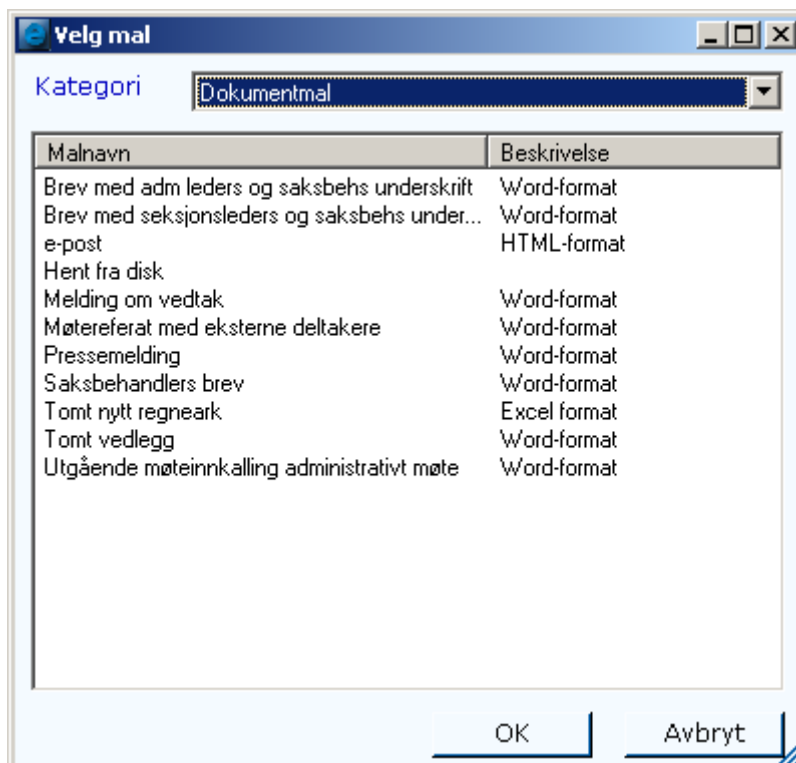 Velg mal
Kategori Dokumentmal
Malnavn Beskrivelse
Brev med adm leders og saksbehs underskrift Word-format
Brev med seksjonsleders og saksbehs under... Word-format
e-post HTML-format
Hent fra disk
Melding om vedtak Word-format
Møtereferat med eksterne deltakere Word-format
Pressemelding Word-format
Saksbehandlers brev Word-format
Tomt nytt regneark Excel format
Tomt vedlegg Word-format
Utgående møteinnkalling administrativt møte Word-format
OK Avbryt